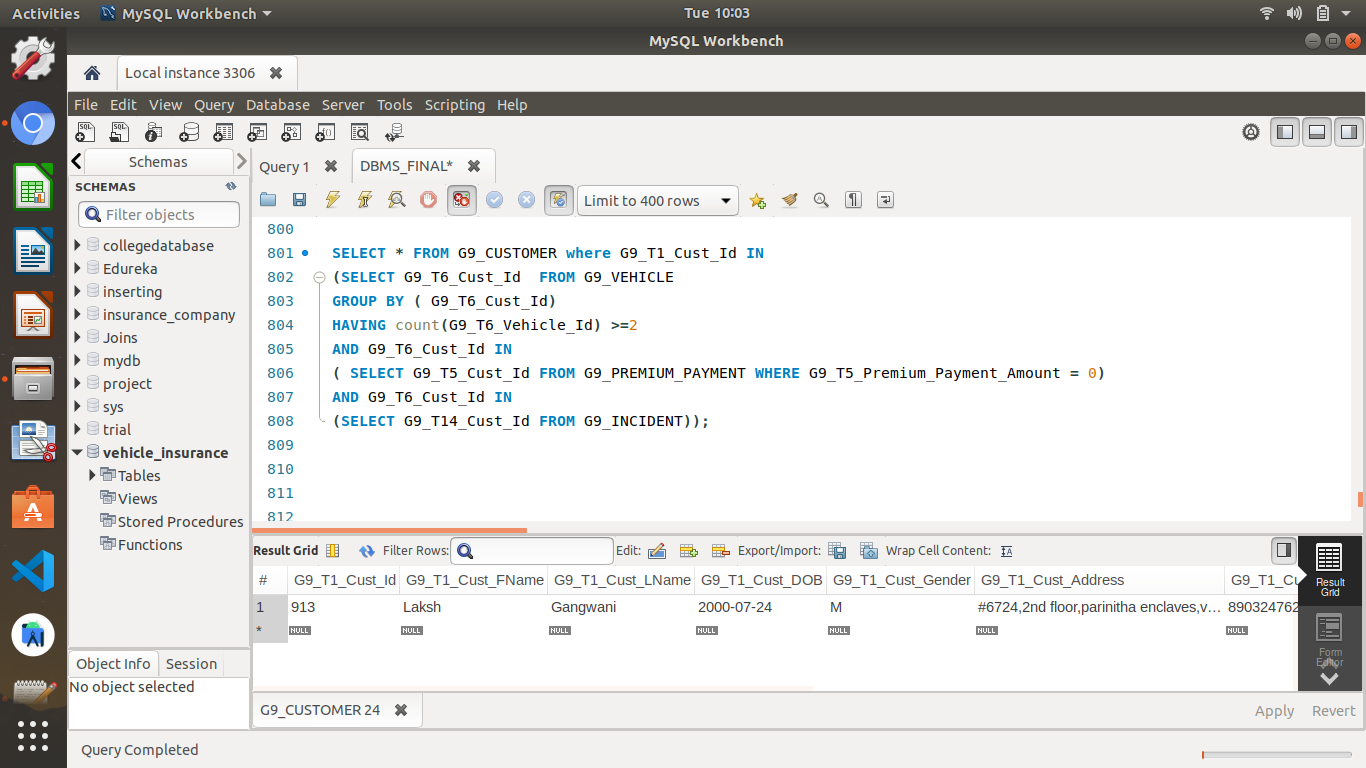 Activities MySQL Workbench Tue 10:03
MySQL Workbench
Local instance 3306
File Edit View Query Database Server Tools Scripting Help
Schemas
Query 1 DBMS_FINAL*
SCHEMAS
Filter objects
Limit to 400 rows
collegedatabase
Edureka
inserting
insurance_company
Joins
mydb
project
sys
trial
vehicle_insurance
Tables
Views
Stored Procedures
Functions
800
801 SELECT * FROM G9_CUSTOMER where G9_T1_Cust_Id IN
802 (SELECT G9_T6_Cust_Id  FROM G9_VEHICLE
803 GROUP BY ( G9_T6_Cust_Id)
804 HAVING count(G9_T6_Vehicle_Id) >=2
805 AND G9_T6_Cust_Id IN
806 ( SELECT G9_T5_Cust_Id FROM G9_PREMIUM_PAYMENT WHERE G9_T5_Premium_Payment_Amount = 0)
807 AND G9_T6_Cust_Id IN
808 (SELECT G9_T14_Cust_Id FROM G9_INCIDENT));
809
810
811
812
Result Grid Filter Rows: Edit: Export/Import: Wrap Cell Content:
# G9_T1_Cust_Id G9_T1_Cust_FName G9_T1_Cust_LName G9_T1_Cust_DOB G9_T1_Cust_Gender G9_T1_Cust_Address G9_T1_Cu
1 913 Laksh Gangwani 2000-07-24 M #6724,2nd floor,parinitha enclaves,v... 890324762
* NULL NULL NULL NULL NULL NULL NULL
Result
Grid
Form
Editor
Object Info Session
No object selected
G9_CUSTOMER 24
Apply Revert
Query Completed